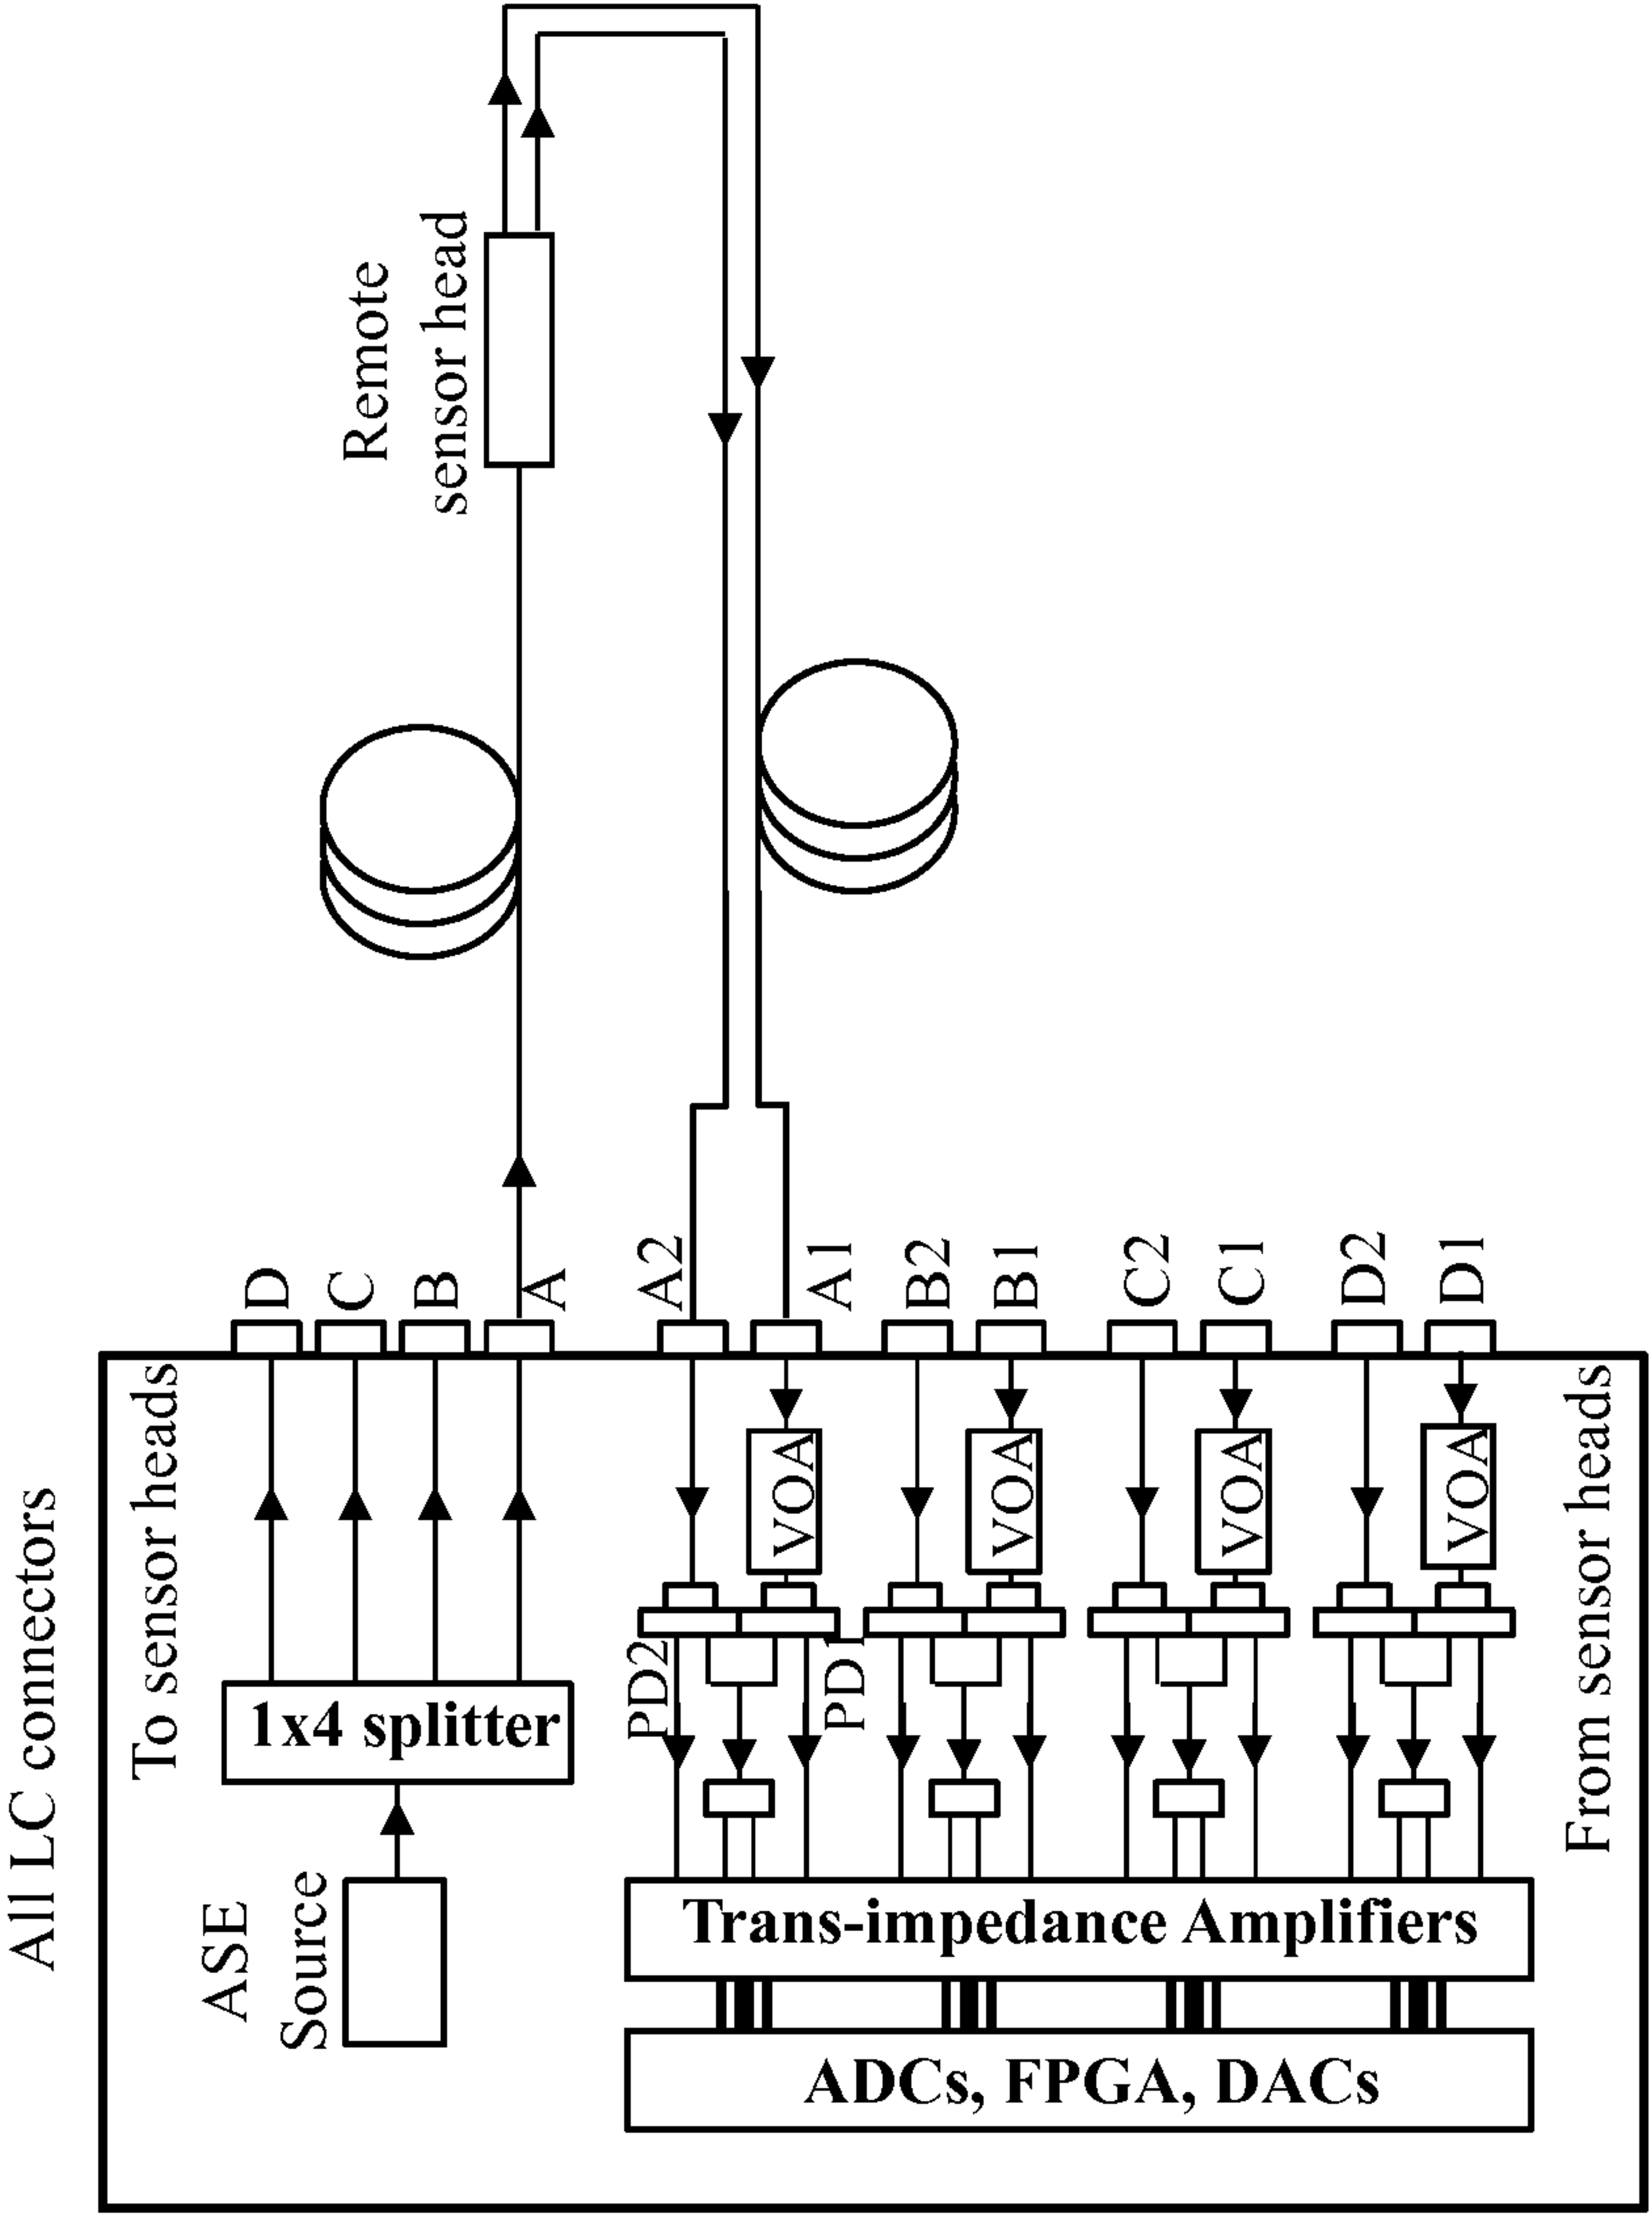 All LC connectors
To sensor heads
ASE
Source
1x4 splitter
Remote
sensor head
D
C
B
A
A2
A1
B2
B1
C2
C1
D2
D1
VOA
VOA
VOA
VOA
PD2
PD1
Trans-impedance Amplifiers
ADCs, FPGA, DACs
From sensor heads